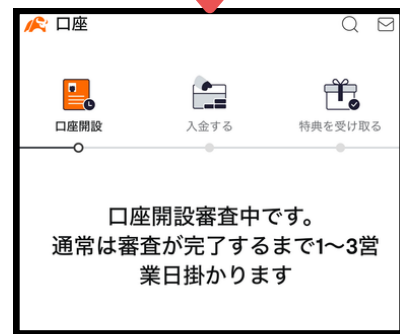 口座
口座開設
入金する
特典を受け取る
口座開設審査中です。
通常は審査が完了するまで1〜3営
業日掛かります